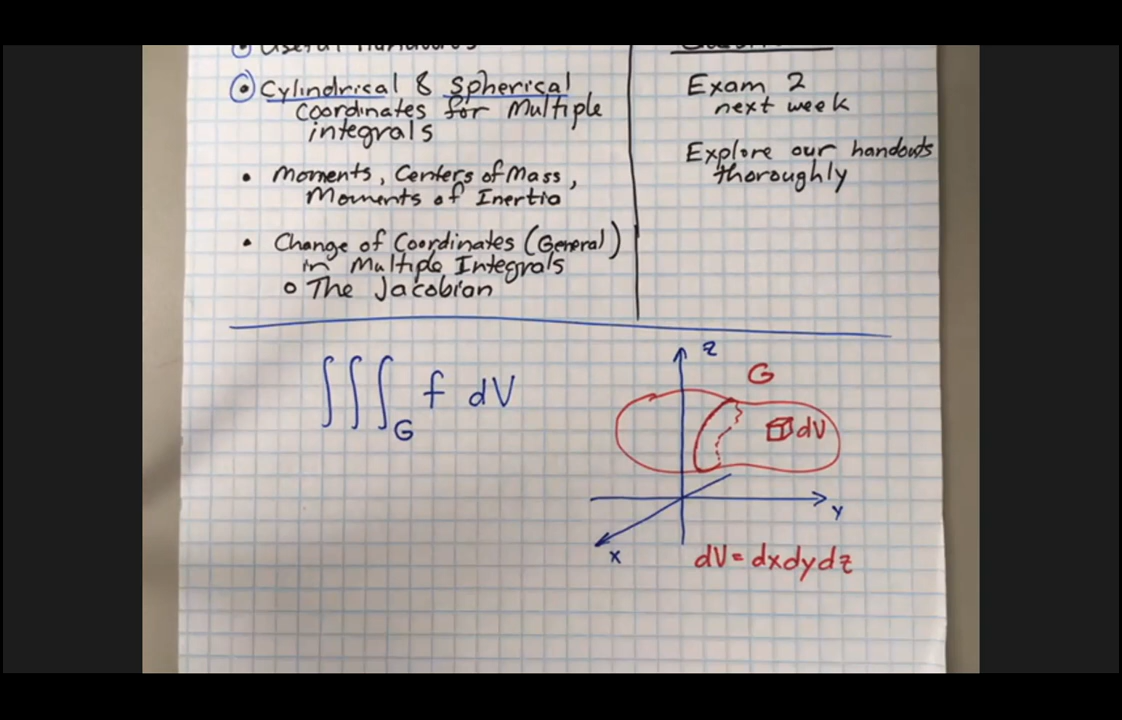 Cylindrical & Spherical
Coordinates for Multiple
integrals
Moments, Centers of Mass,
Moments of Inertia
Change of Coordinates (General)
in Multiple Integrals
The Jacobian
Exam 2
next week
Explore our handouts
thoroughly
∭_G f dV
z
G
dV
y
x
dV = dxdydz